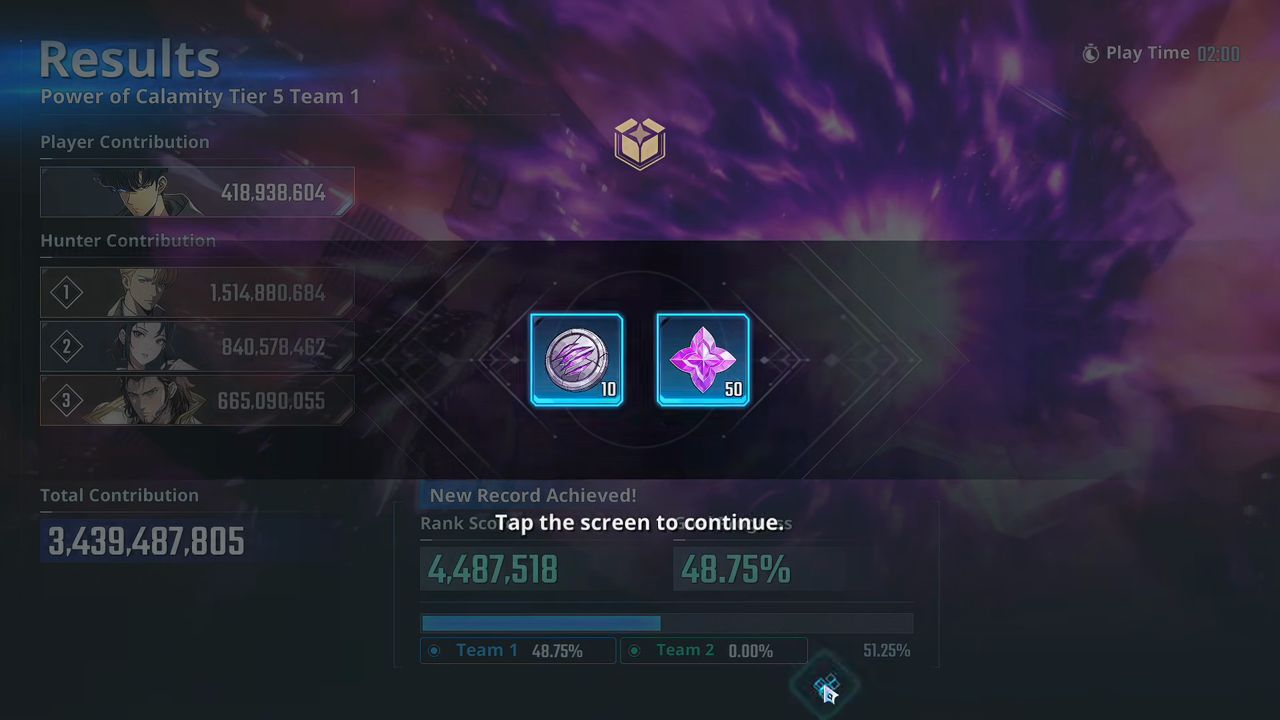 Results
Play Time 02:00
Power of Calamity Tier 5 Team 1
Player Contribution
418,938,604
Hunter Contribution
1 1,514,880,684
2 840,578,462
3 665,090,055
10 50
Total Contribution
3,439,487,805
New Record Achieved!
Rank
Tap the screen to continue.
4,487,518 48.75%
Team 1 48.75% Team 2 0.00% 51.25%